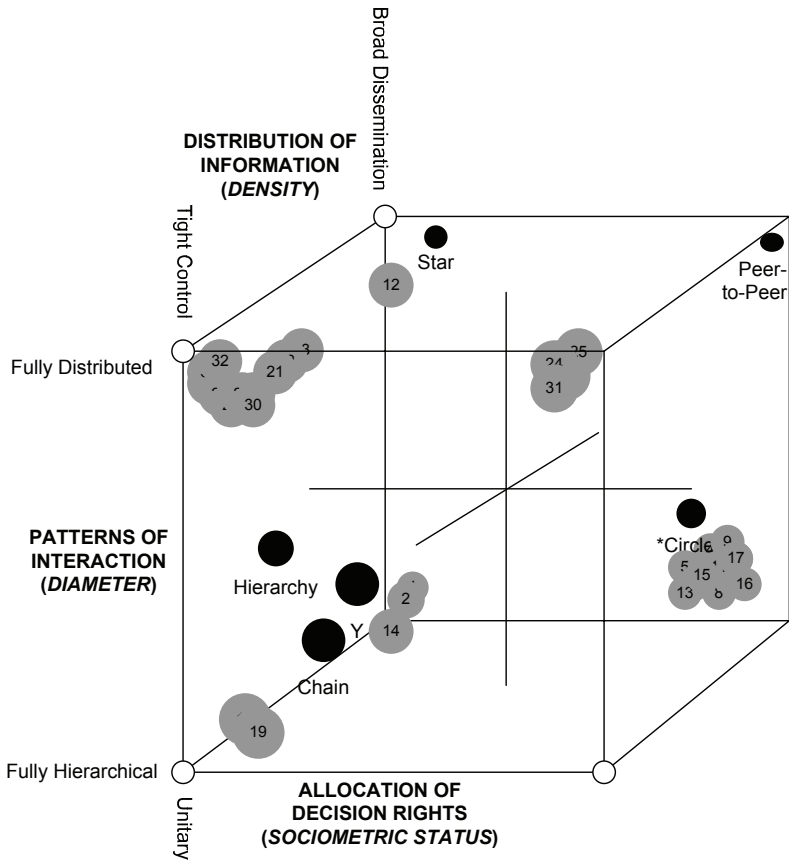 Broad Dissemination
DISTRIBUTION OF
INFORMATION
(DENSITY)
Tight Control
Star
Peer-
to-Peer
12
Fully Distributed
32
3
21
30
25
24
31
PATTERNS OF
INTERACTION
(DIAMETER)
*Circle
9
5
17
15
16
13
8
Hierarchy
2
Y
14
Chain
19
Fully Hierarchical
Unitary
ALLOCATION OF
DECISION RIGHTS
(SOCIOMETRIC STATUS)